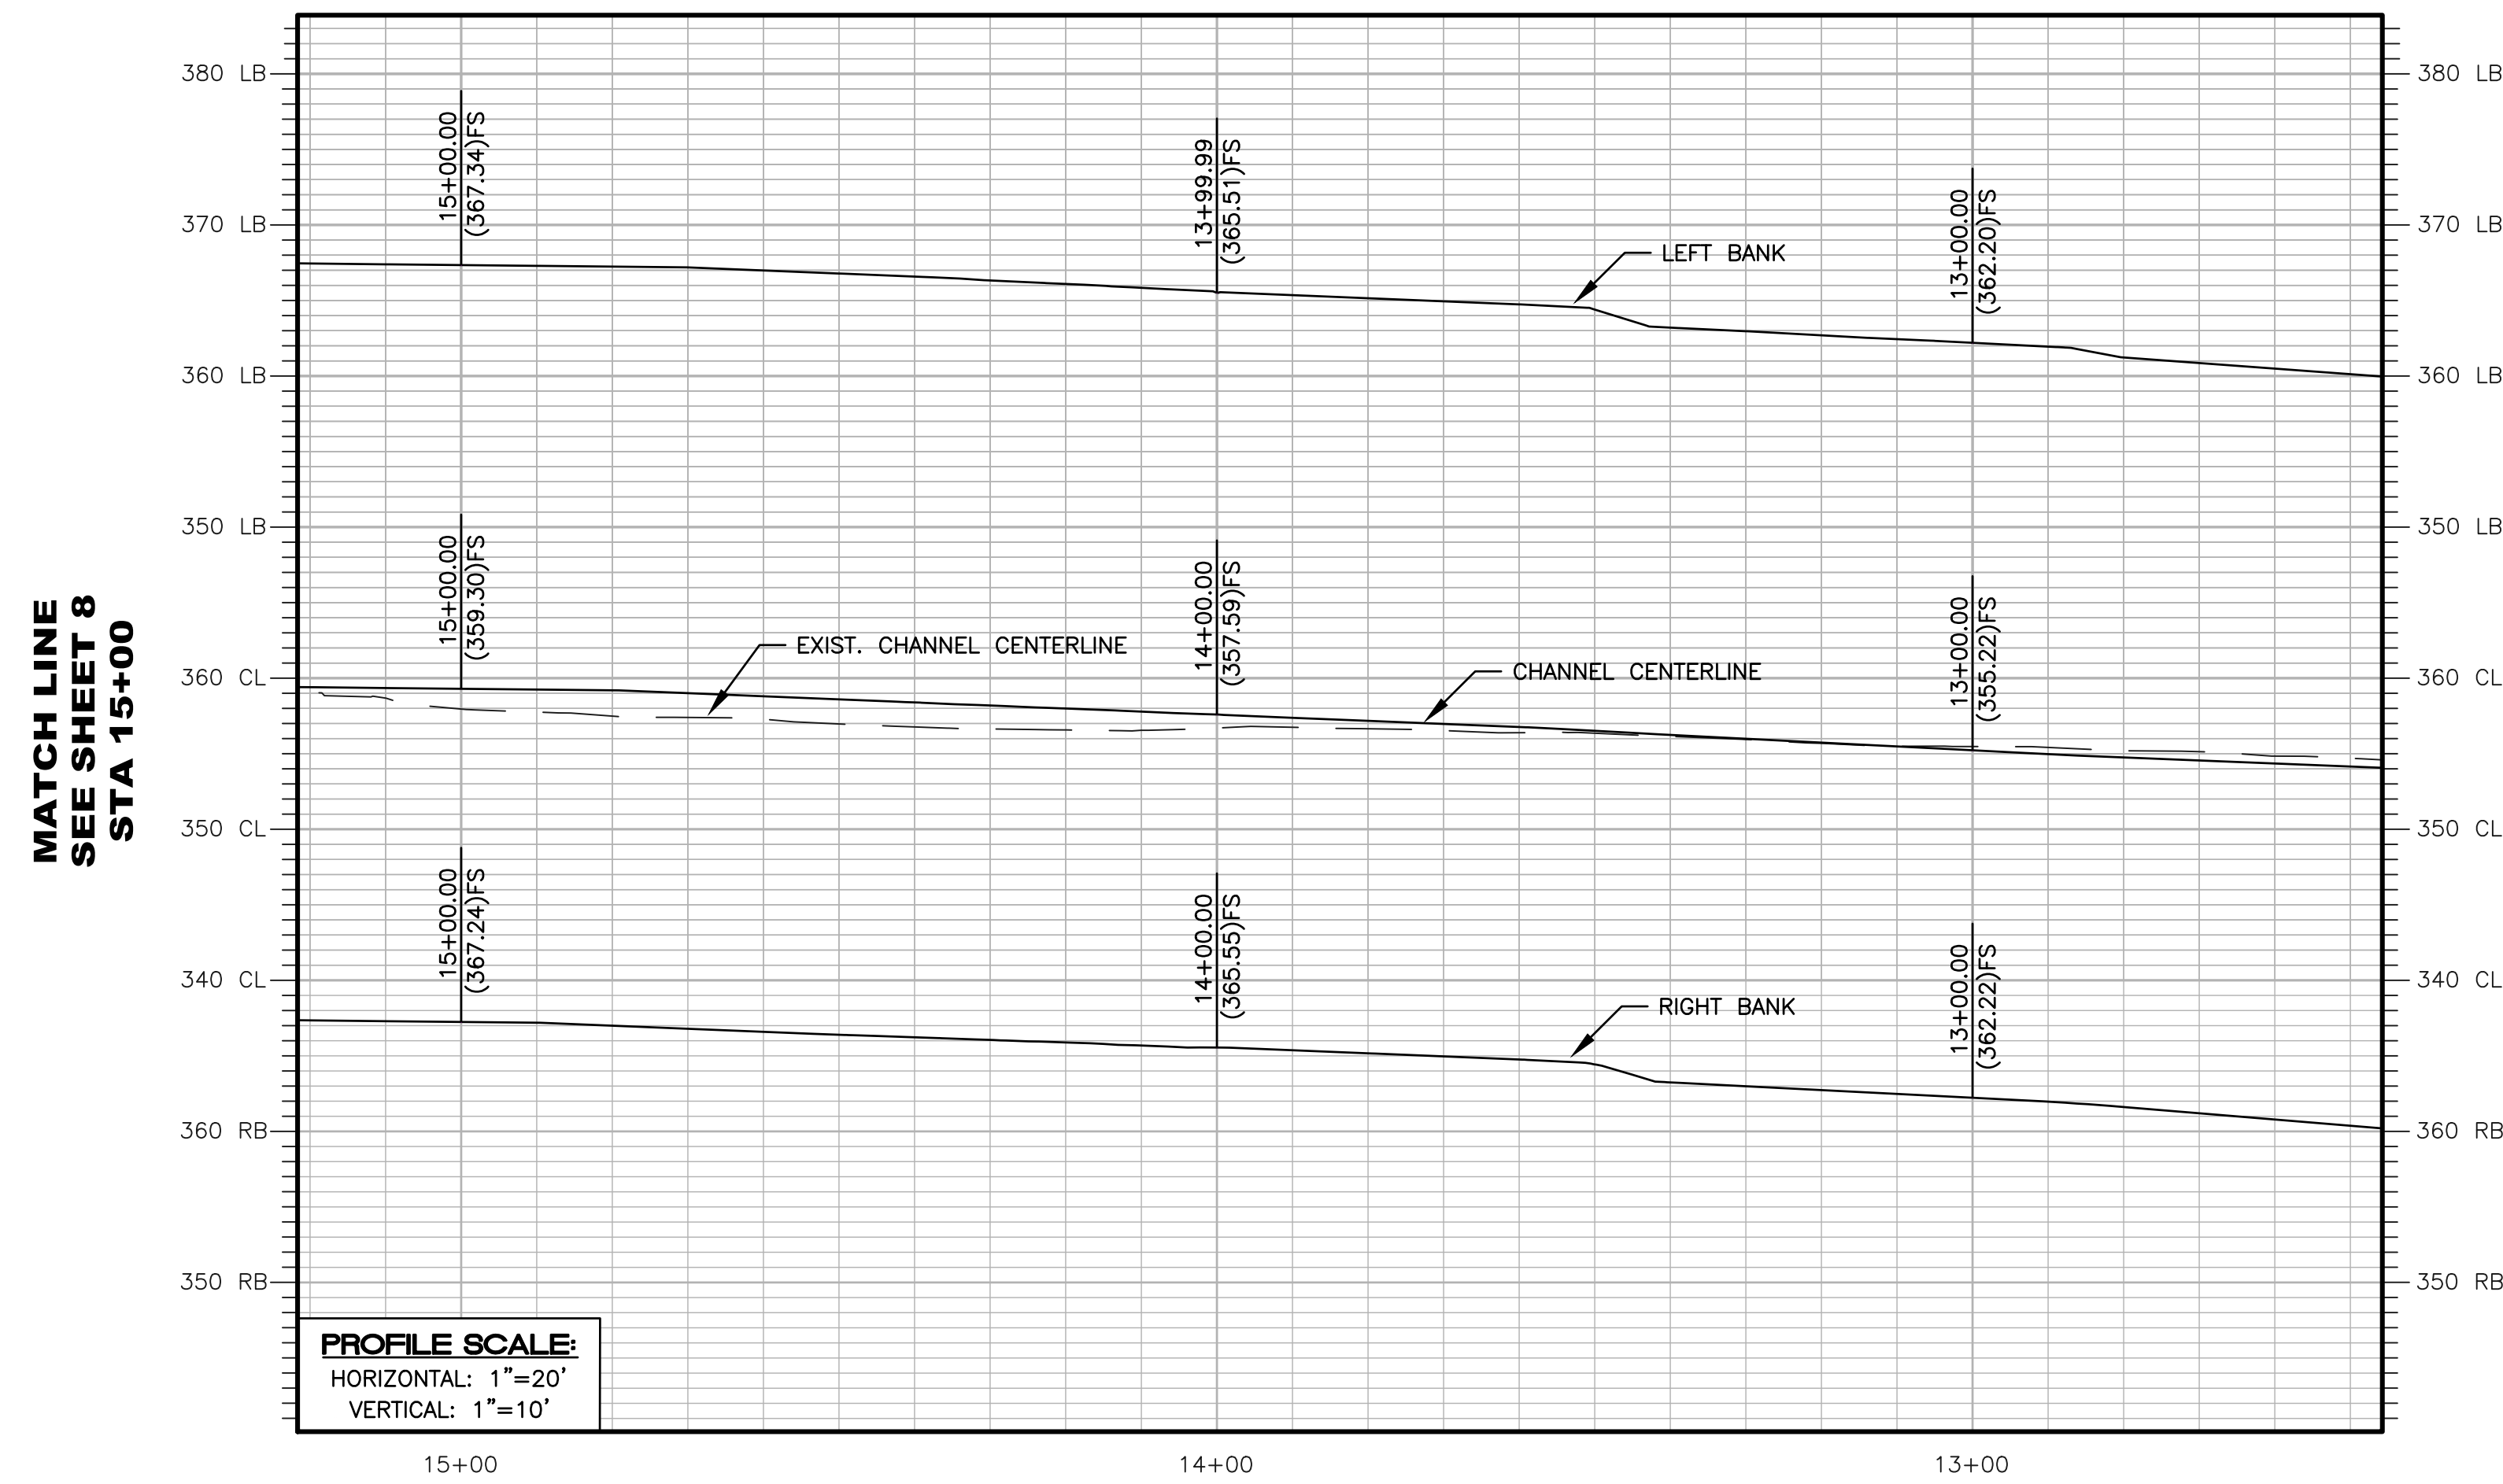 MATCH LINE
SEE SHEET 8
STA 15+00
380 LB
370 LB
360 LB
350 LB
360 CL
350 CL
340 CL
360 RB
350 RB
15+00.00
(367.34)FS
13+99.99
(365.51)FS
LEFT BANK
13+00.00
(362.20)FS
15+00.00
(359.30)FS
EXIST. CHANNEL CENTERLINE
14+00.00
(357.59)FS
CHANNEL CENTERLINE
13+00.00
(355.22)FS
15+00.00
(367.24)FS
14+00.00
(365.55)FS
RIGHT BANK
13+00.00
(362.22)FS
380 LB
370 LB
360 LB
350 LB
360 CL
350 CL
340 CL
360 RB
350 RB
PROFILE SCALE:
HORIZONTAL: 1"=20'
VERTICAL: 1"=10'
15+00
14+00
13+00